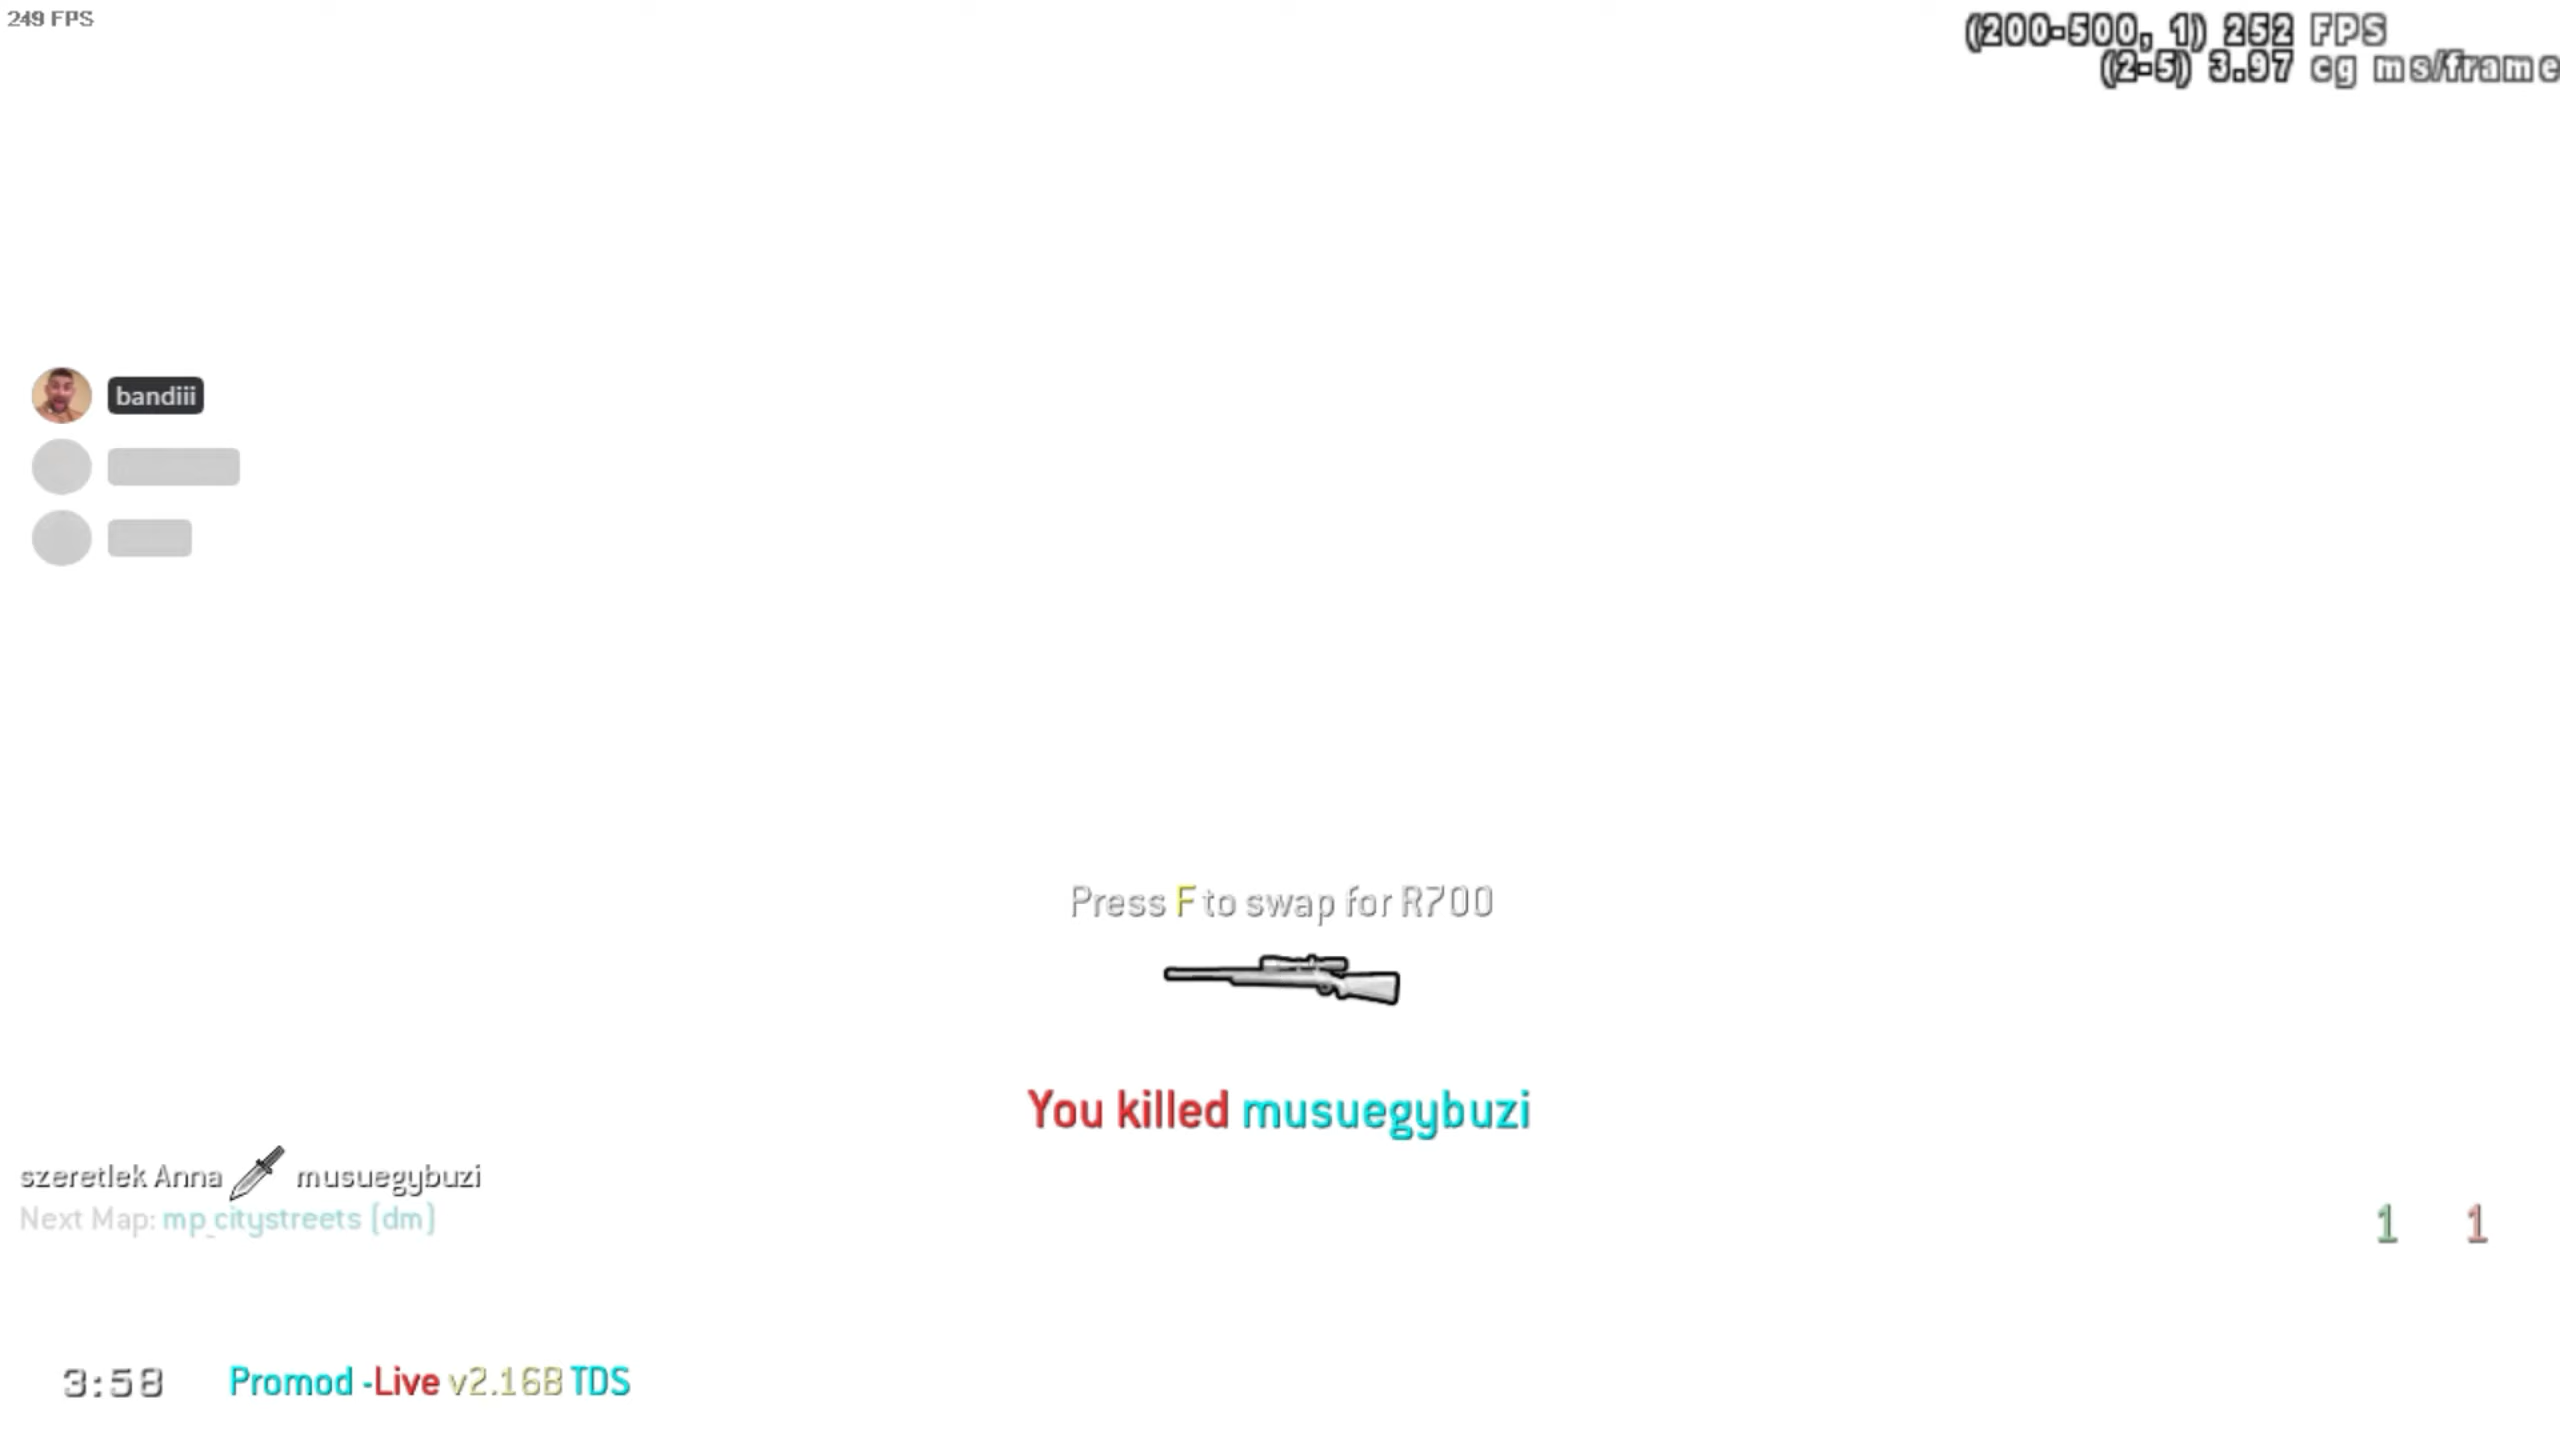 249 FPS
(200-500, 1) 252 FPS
(2-5) 3.97 cg ms/frame
bandiii
Press F to swap for R700
You killed musuegybuzi
szeretlek Anna musuegybuzi
Next Map: mp_citystreets (dm)
1 1
3:58 Promod -Live v2.16B TDS